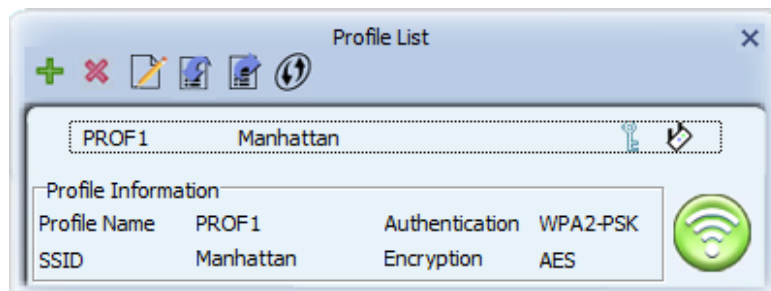 Profile List
PROF1 Manhattan
Profile Information
Profile Name PROF1 Authentication WPA2-PSK
SSID Manhattan Encryption AES